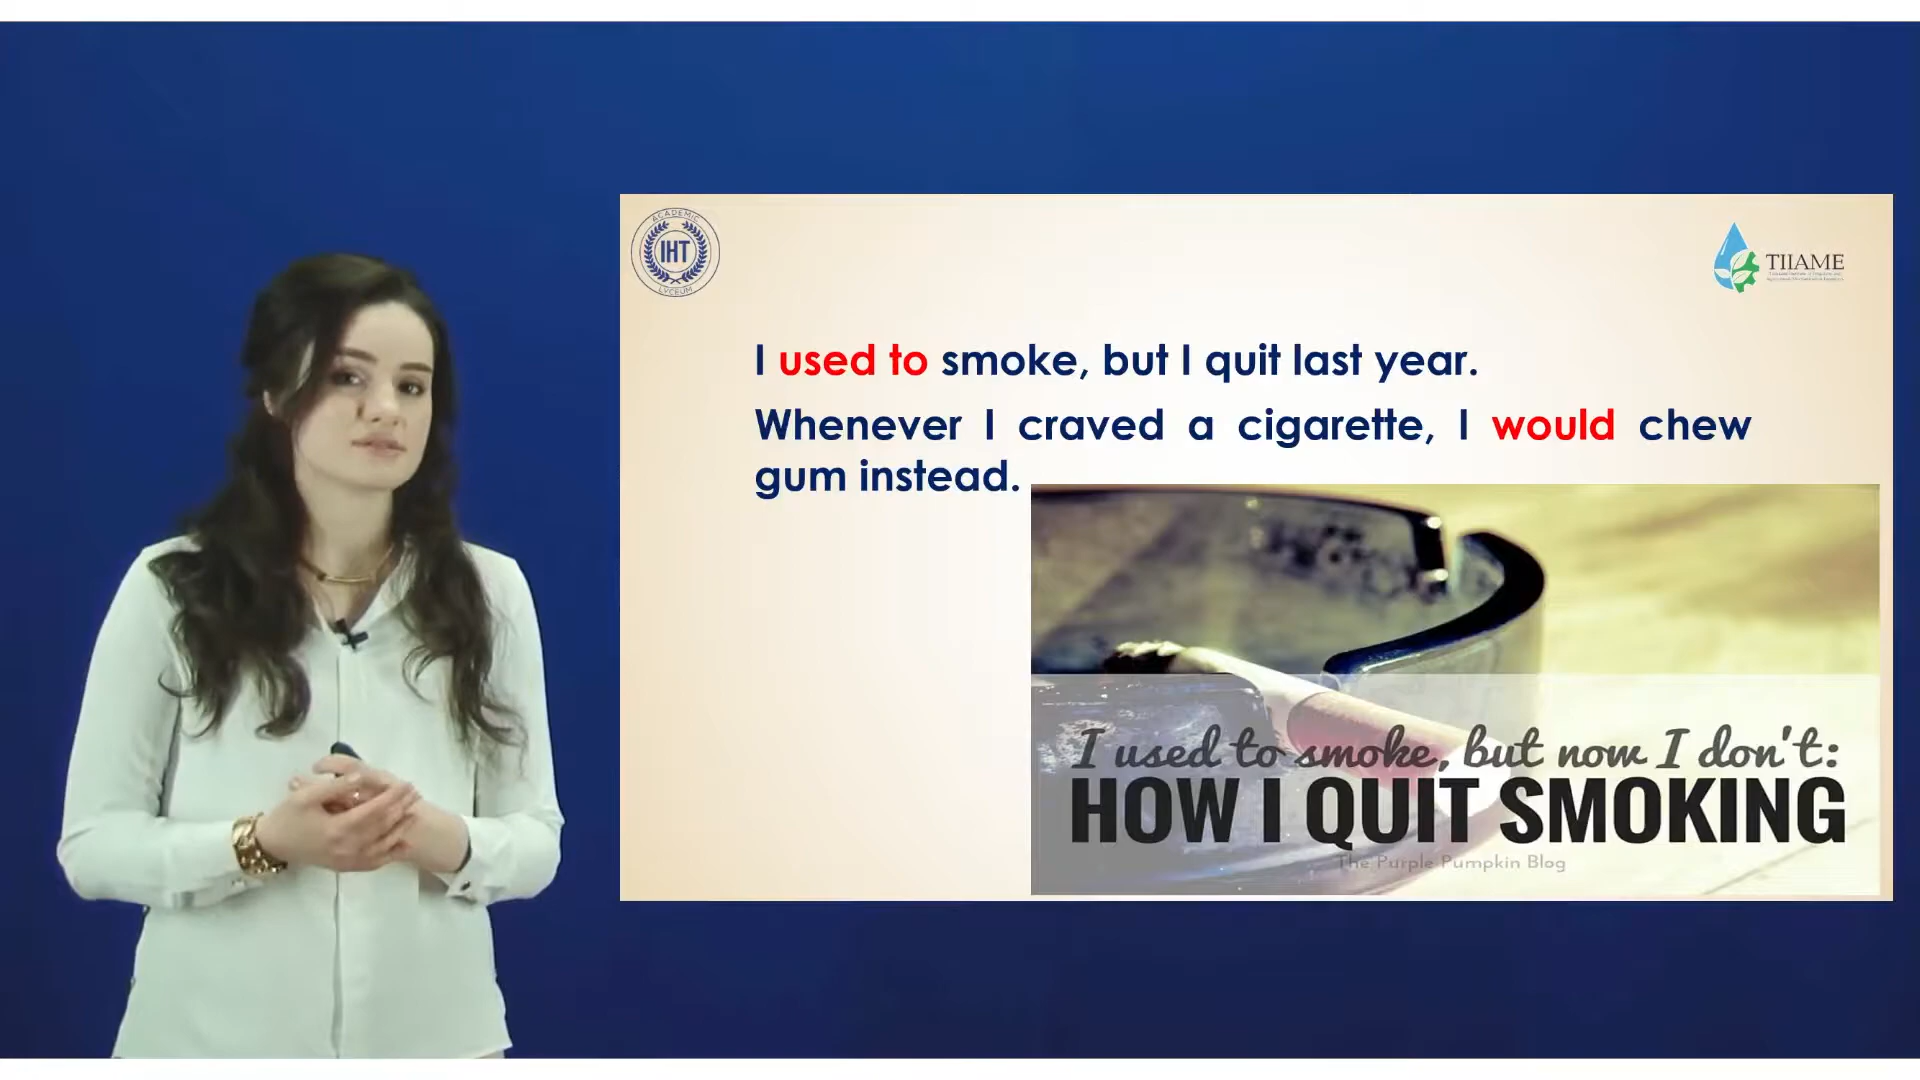 ACADEMIC
IHT
LYCEUM
TIIAME
I used to smoke, but I quit last year.
Whenever I craved a cigarette, I would chew
gum instead.
I used to smoke, but now I don't:
HOW I QUIT SMOKING
The Purple Pumpkin Blog